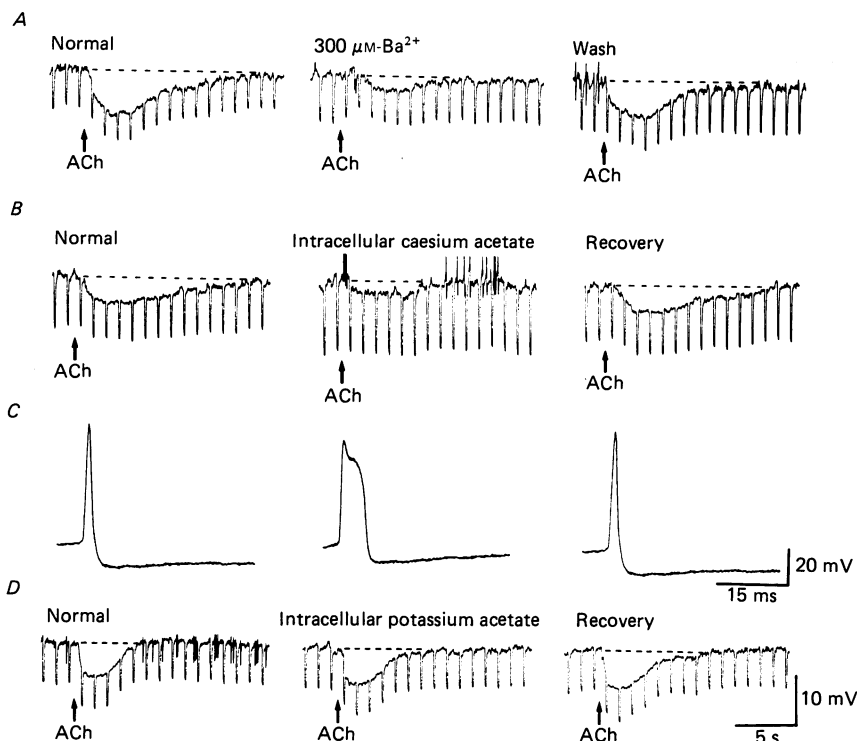 A
Normal
300 μM-Ba²⁺
Wash
ACh
ACh
ACh
B
Normal
Intracellular caesium acetate
Recovery
ACh
ACh
ACh
C
20 mV
15 ms
D
Normal
Intracellular potassium acetate
Recovery
10 mV
ACh
ACh
ACh
5 s